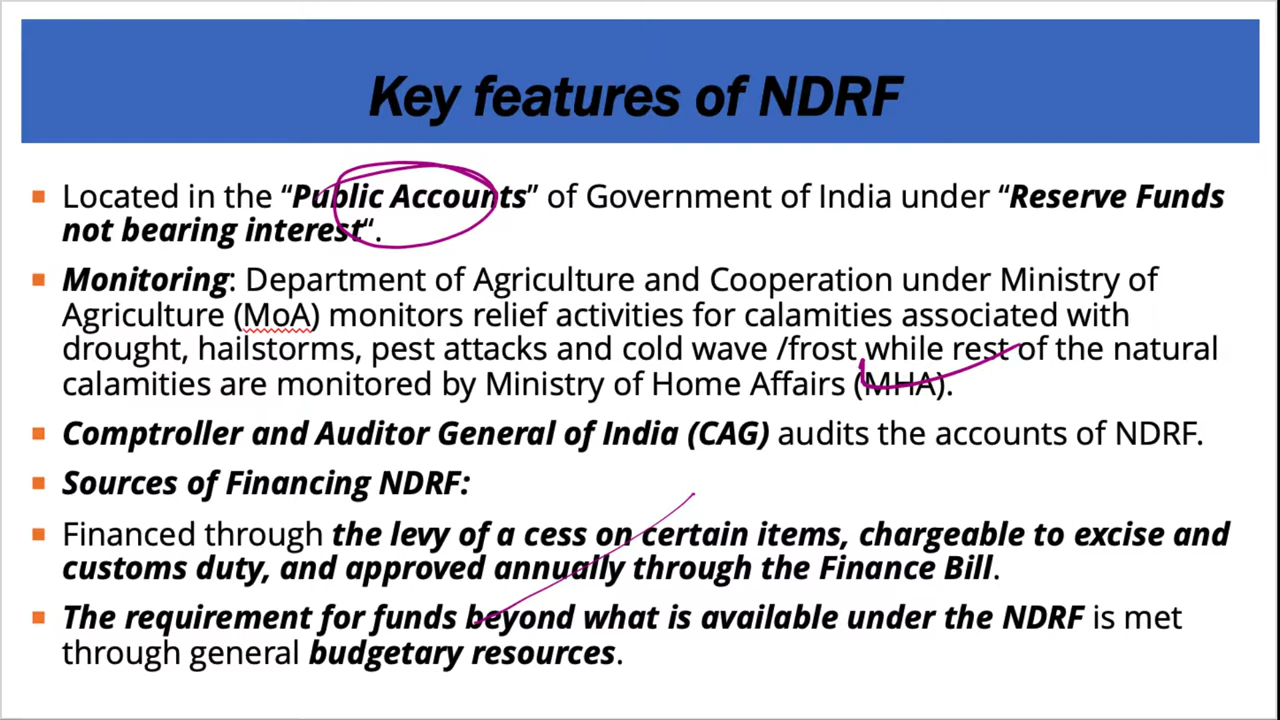 Key features of NDRF
Located in the “Public Accounts” of Government of India under “Reserve Funds
not bearing interest“.
Monitoring: Department of Agriculture and Cooperation under Ministry of
Agriculture (MoA) monitors relief activities for calamities associated with
drought, hailstorms, pest attacks and cold wave /frost while rest of the natural
calamities are monitored by Ministry of Home Affairs (MHA).
Comptroller and Auditor General of India (CAG) audits the accounts of NDRF.
Sources of Financing NDRF:
Financed through the levy of a cess on certain items, chargeable to excise and
customs duty, and approved annually through the Finance Bill.
The requirement for funds beyond what is available under the NDRF is met
through general budgetary resources.